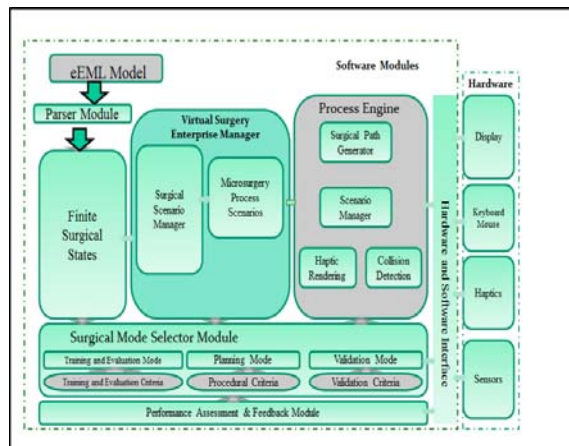 eEML Model
Software Modules
Hardware
Parser Module
Virtual Surgery
Enterprise Manager
Process Engine
Surgical Path
Generator
Display
Finite
Surgical
States
Surgical
Scenario
Manager
Microsurgery
Process
Scenarios
Scenario
Manager
Keyboard
Mouse
Haptic
Rendering
Collision
Detection
Haptics
Hardware and Software Interface
Surgical Mode Selector Module
Training and Evaluation Mode
Planning Mode
Validation Mode
Training and Evaluation Criteria
Procedural Criteria
Validation Criteria
Sensors
Performance Assessment & Feedback Module